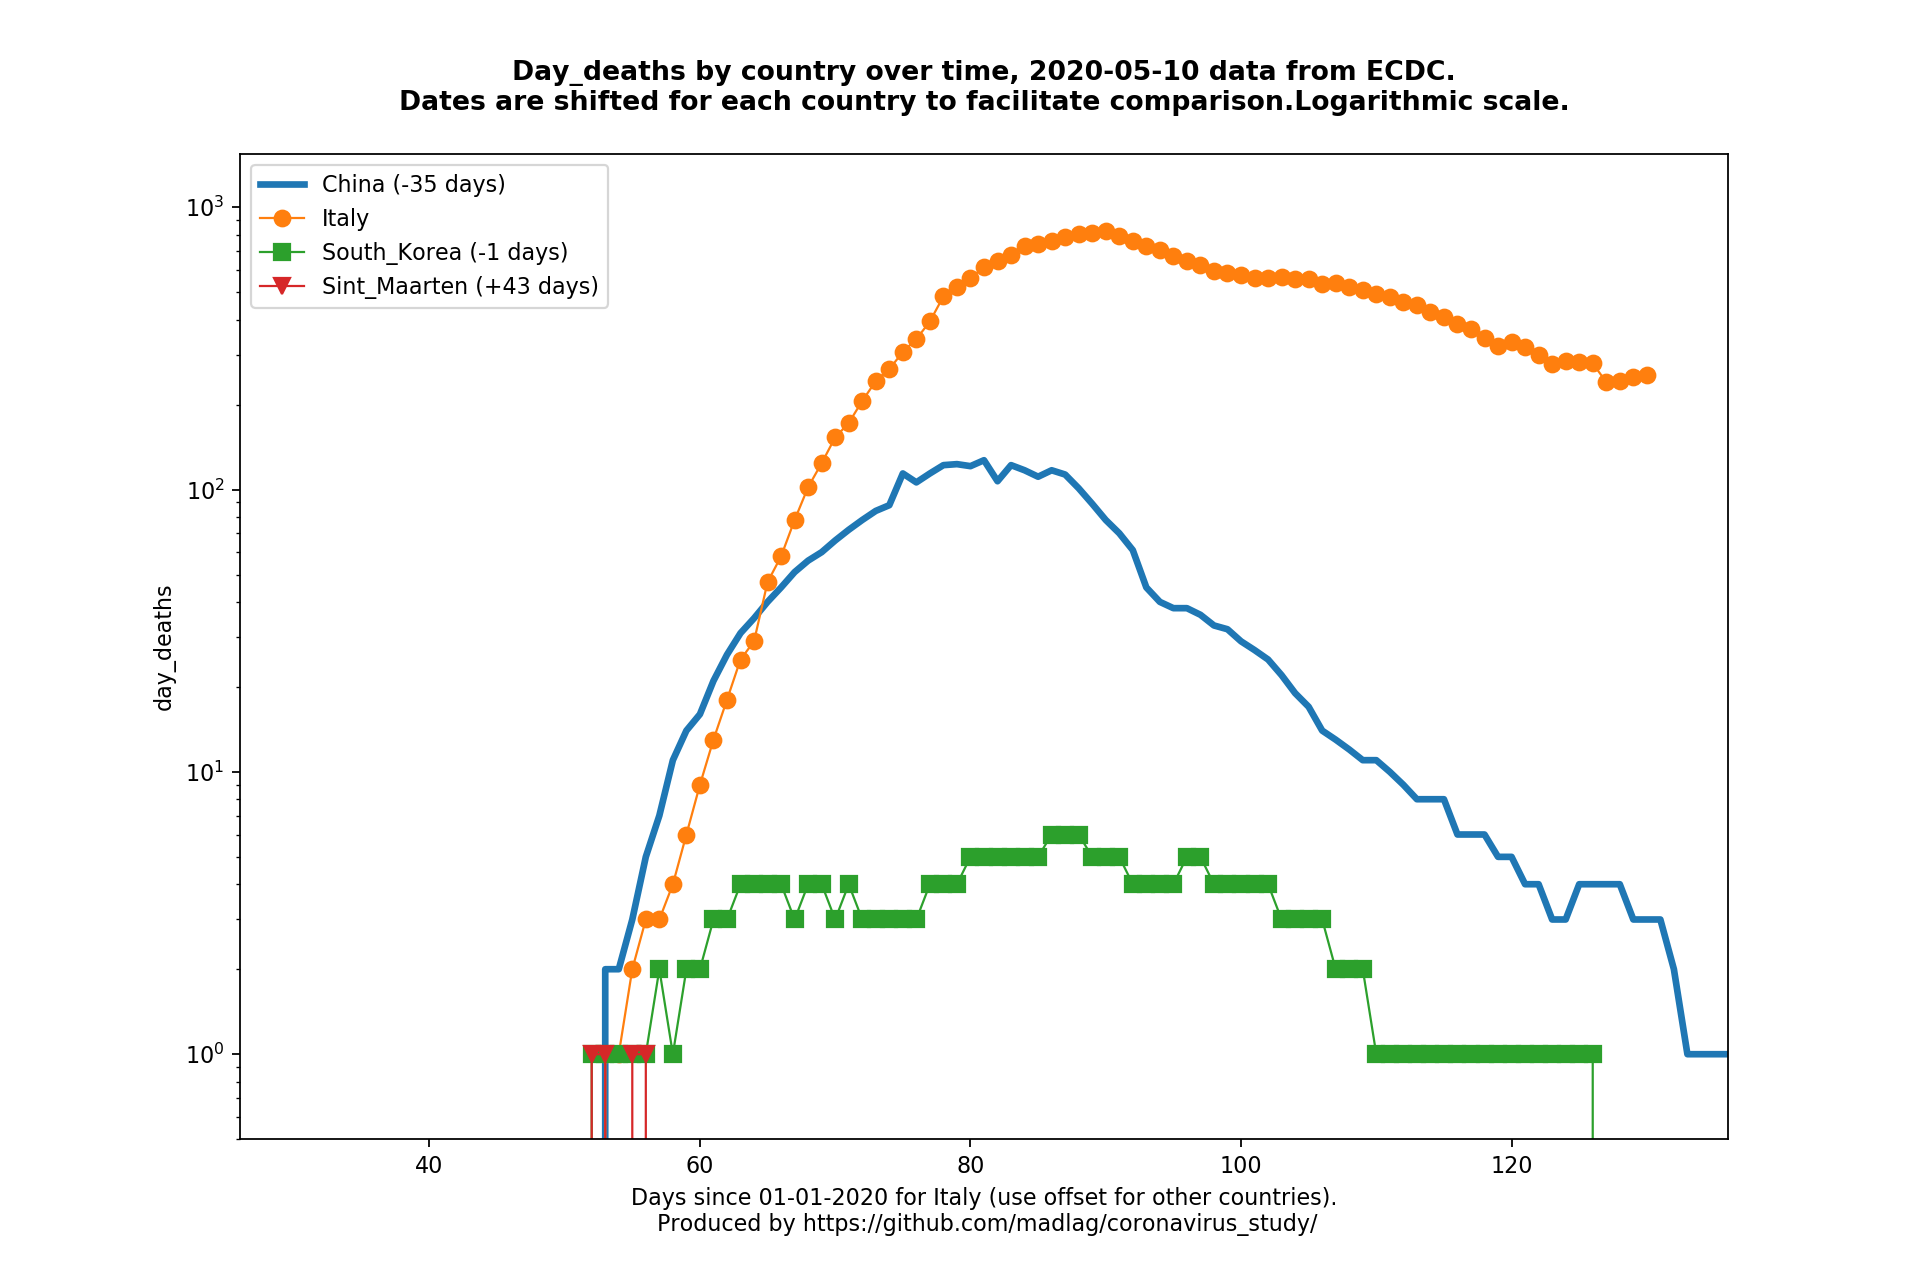 Day_deaths by country over time, 2020-05-10 data from ECDC.
Dates are shifted for each country to facilitate comparison.Logarithmic scale.
China (-35 days)
Italy
South_Korea (-1 days)
Sint_Maarten (+43 days)
10³
10²
10¹
10⁰
day_deaths
40 60 80 100 120
Days since 01-01-2020 for Italy (use offset for other countries).
Produced by https://github.com/madlag/coronavirus_study/